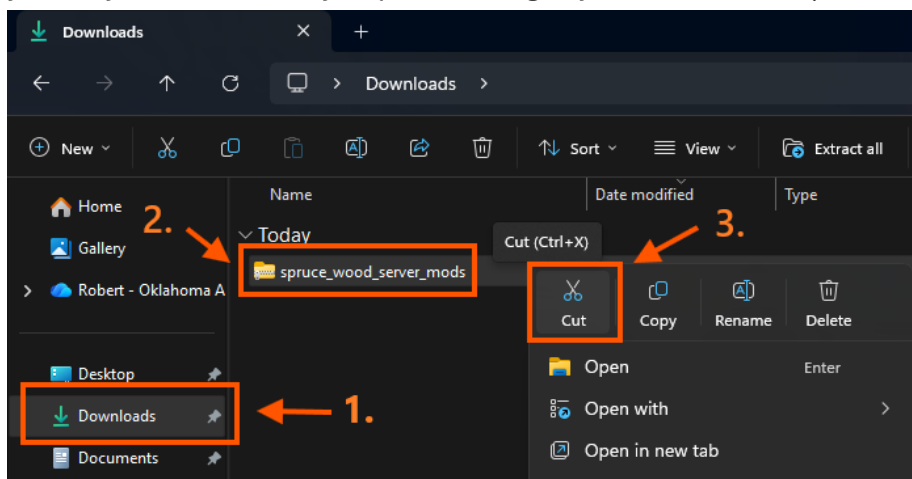 Downloads
Downloads
New
Sort
View
Extract all
Name
Date modified
Type
Home
2.
3.
Gallery
Today
Cut (Ctrl+X)
spruce_wood_server_mods
Robert - Oklahoma A
Cut
Copy
Rename
Delete
Desktop
Open
Enter
Downloads
1.
Open with
Documents
Open in new tab